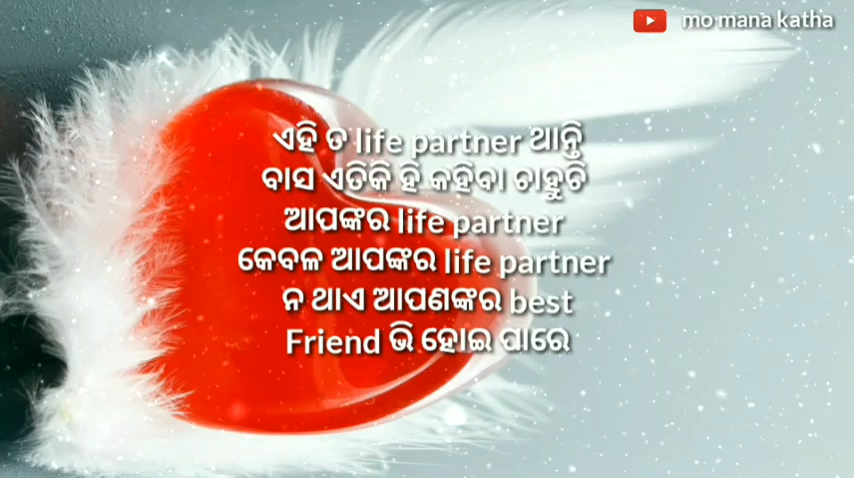 mo mana katha
ଏହି ତ life partner ଥାନ୍ତି
ବାସ ଏତିକି ହିଁ କହିବା ଚାହୁଚି
ଆପଙ୍କର life partner
କେବଳ ଆପଙ୍କର life partner
ନ ଥାଏ ଆପଣଙ୍କର best
Friend ଭି ହୋଇ ପାରେ